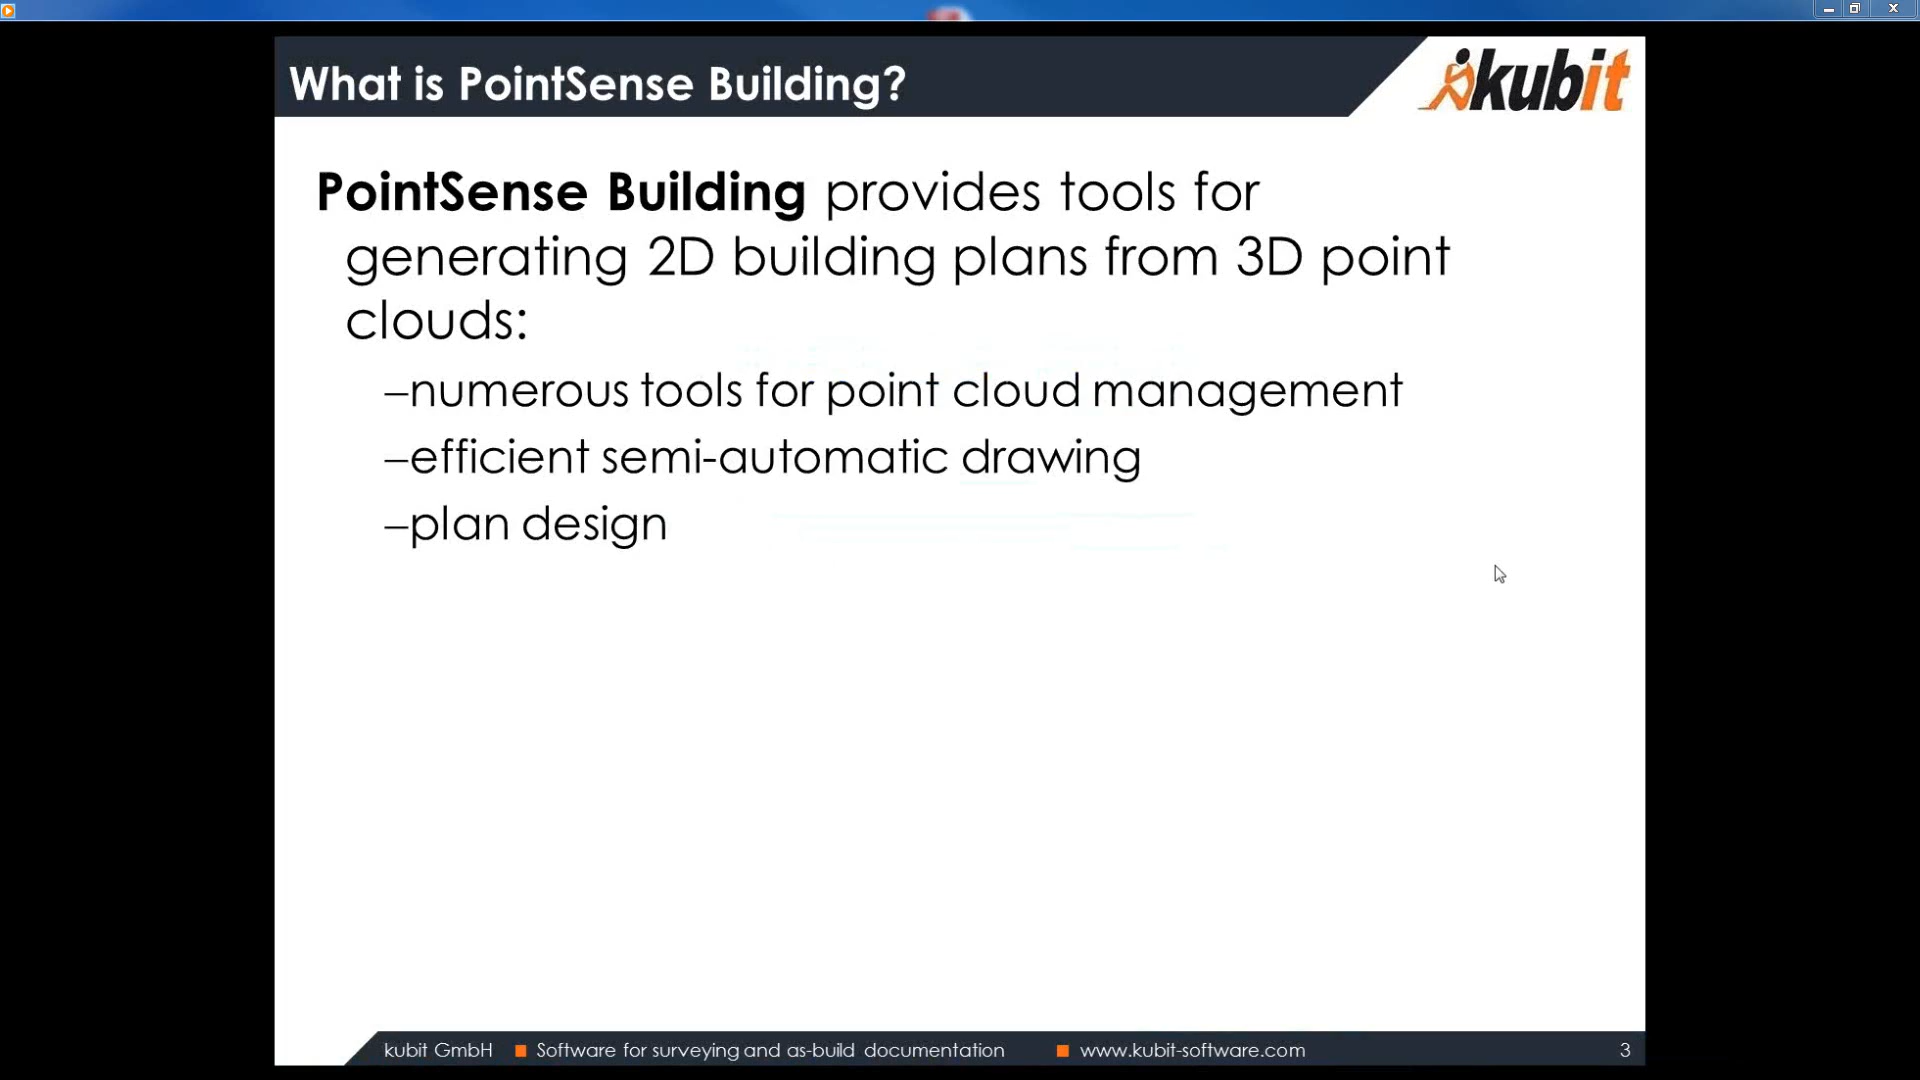 What is PointSense Building?
kubit
PointSense Building provides tools for
generating 2D building plans from 3D point
clouds:
–numerous tools for point cloud management
–efficient semi-automatic drawing
–plan design
kubit GmbH ■ Software for surveying and as-build documentation ■ www.kubit-software.com 3